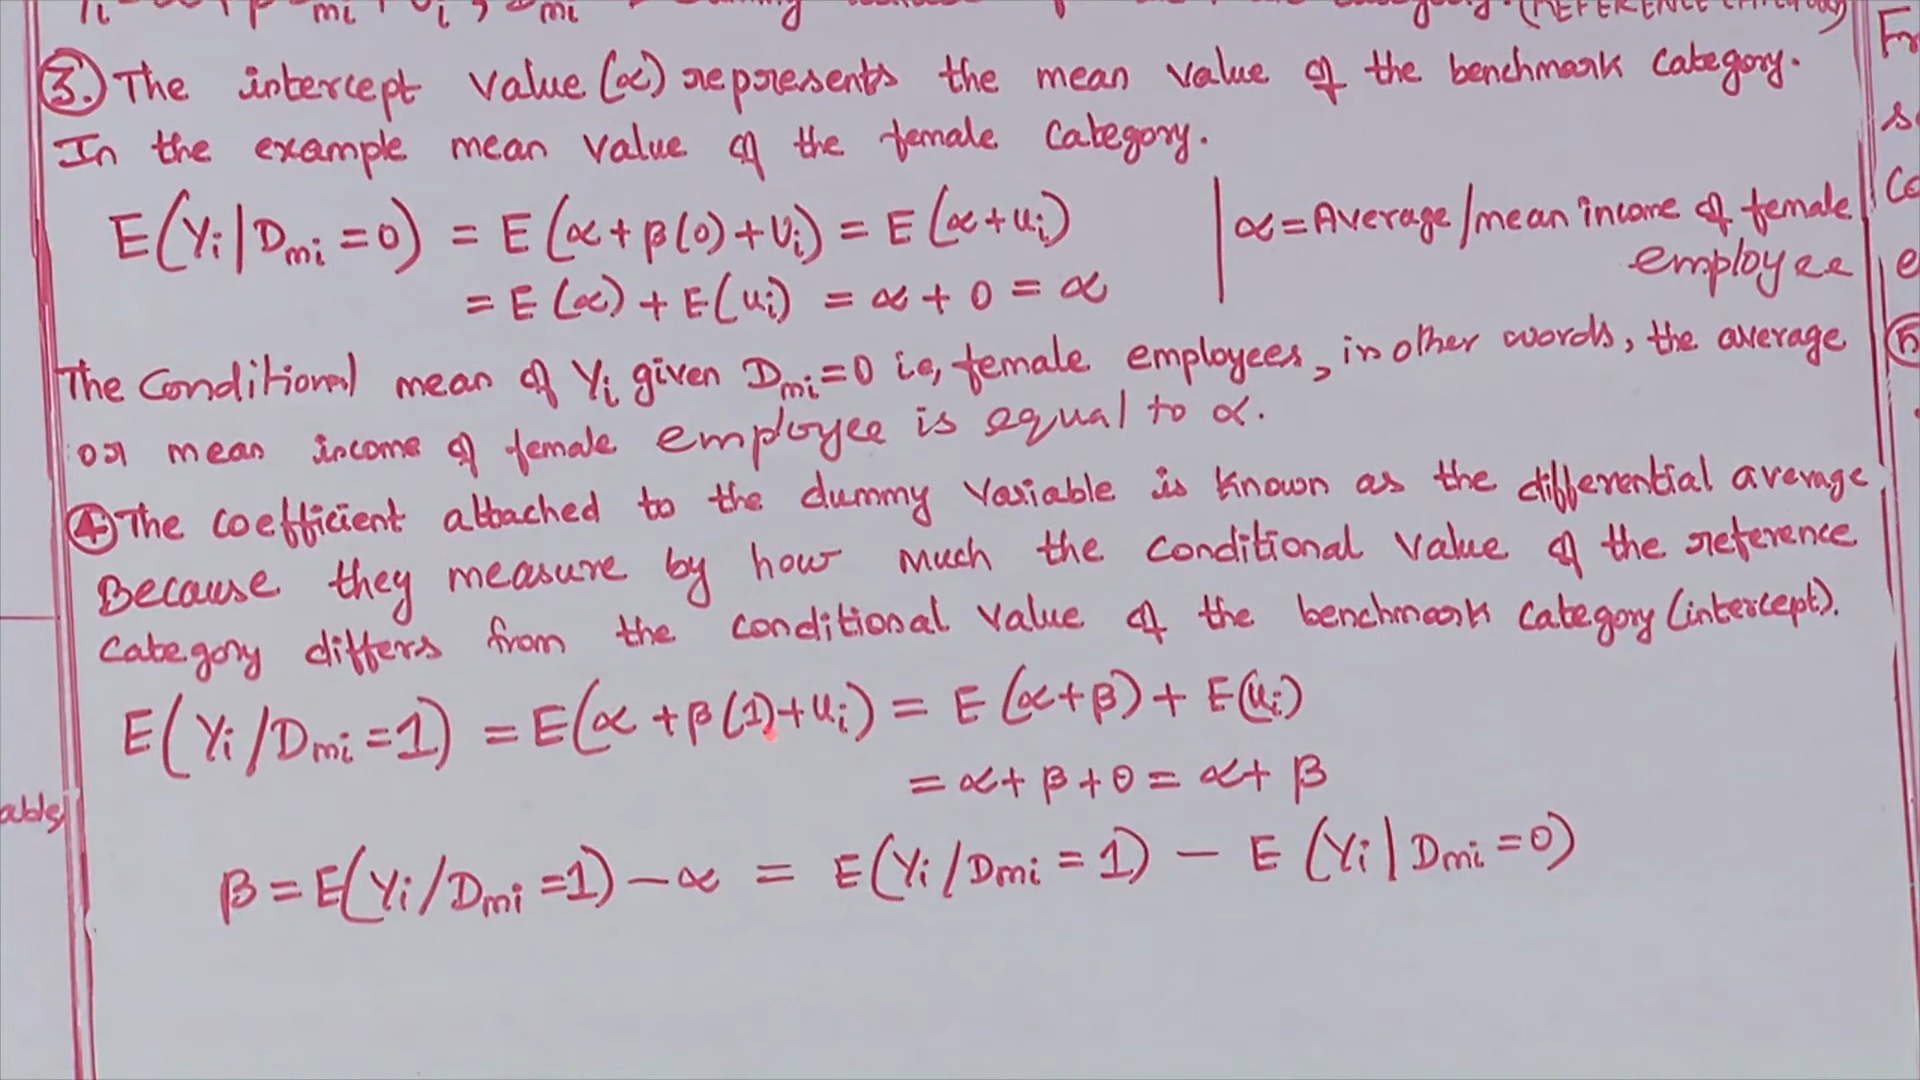 (REFERENCE
③ The intercept value (α) represents the mean value of the benchmark category.
In the example mean value of the female category.
E(Yi|Dmi=0) = E(α+β(0)+Ui) = E(α+ui)
= E(α) + E(ui) = α + 0 = α
α = Average/mean income of female
employee
The Conditional mean of Yi given Dmi=0 i.e, female employees, in other words, the average
or mean income of female employee is equal to α.
④ The coefficient attached to the dummy variable is known as the differential average
Because they measure by how much the conditional value of the reference
category differs from the conditional value of the benchmark category (intercept).
E(Yi/Dmi=1) = E(α+β(1)+ui) = E(α+β) + E(ui)
= α+β+0 = α+β
β = E(Yi/Dmi=1) − α = E(Yi/Dmi=1) − E(Yi|Dmi=0)